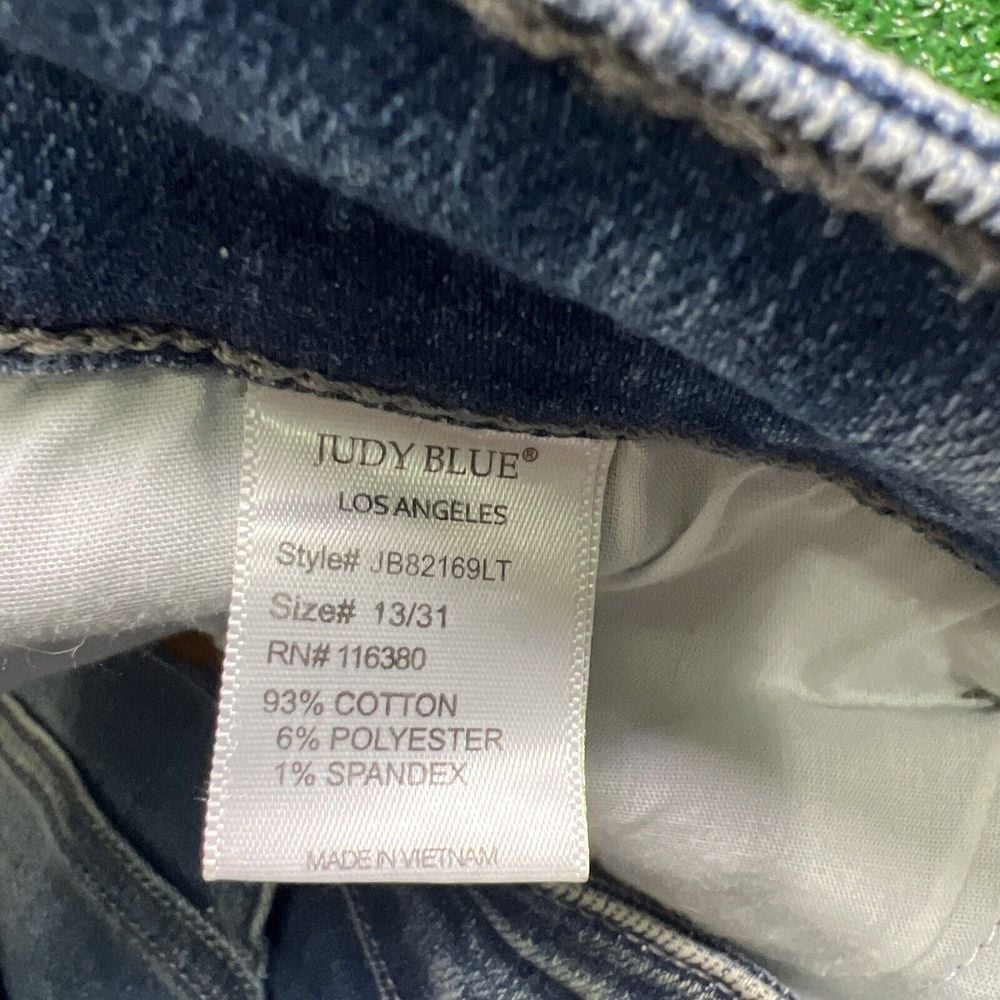 JUDY BLUE®
LOS ANGELES
Style# JB82169LT
Size# 13/31
RN# 116380
93% COTTON
6% POLYESTER
1% SPANDEX
MADE IN VIETNAM